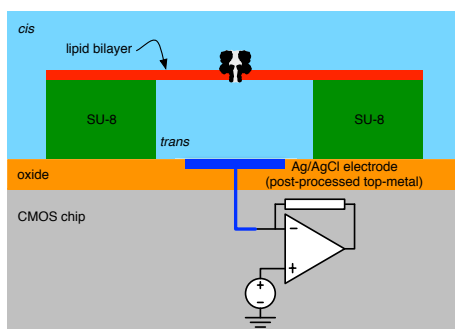 cis
lipid bilayer
SU-8
SU-8
trans
Ag/AgCl electrode
(post-processed top-metal)
oxide
CMOS chip
−
+
+
−